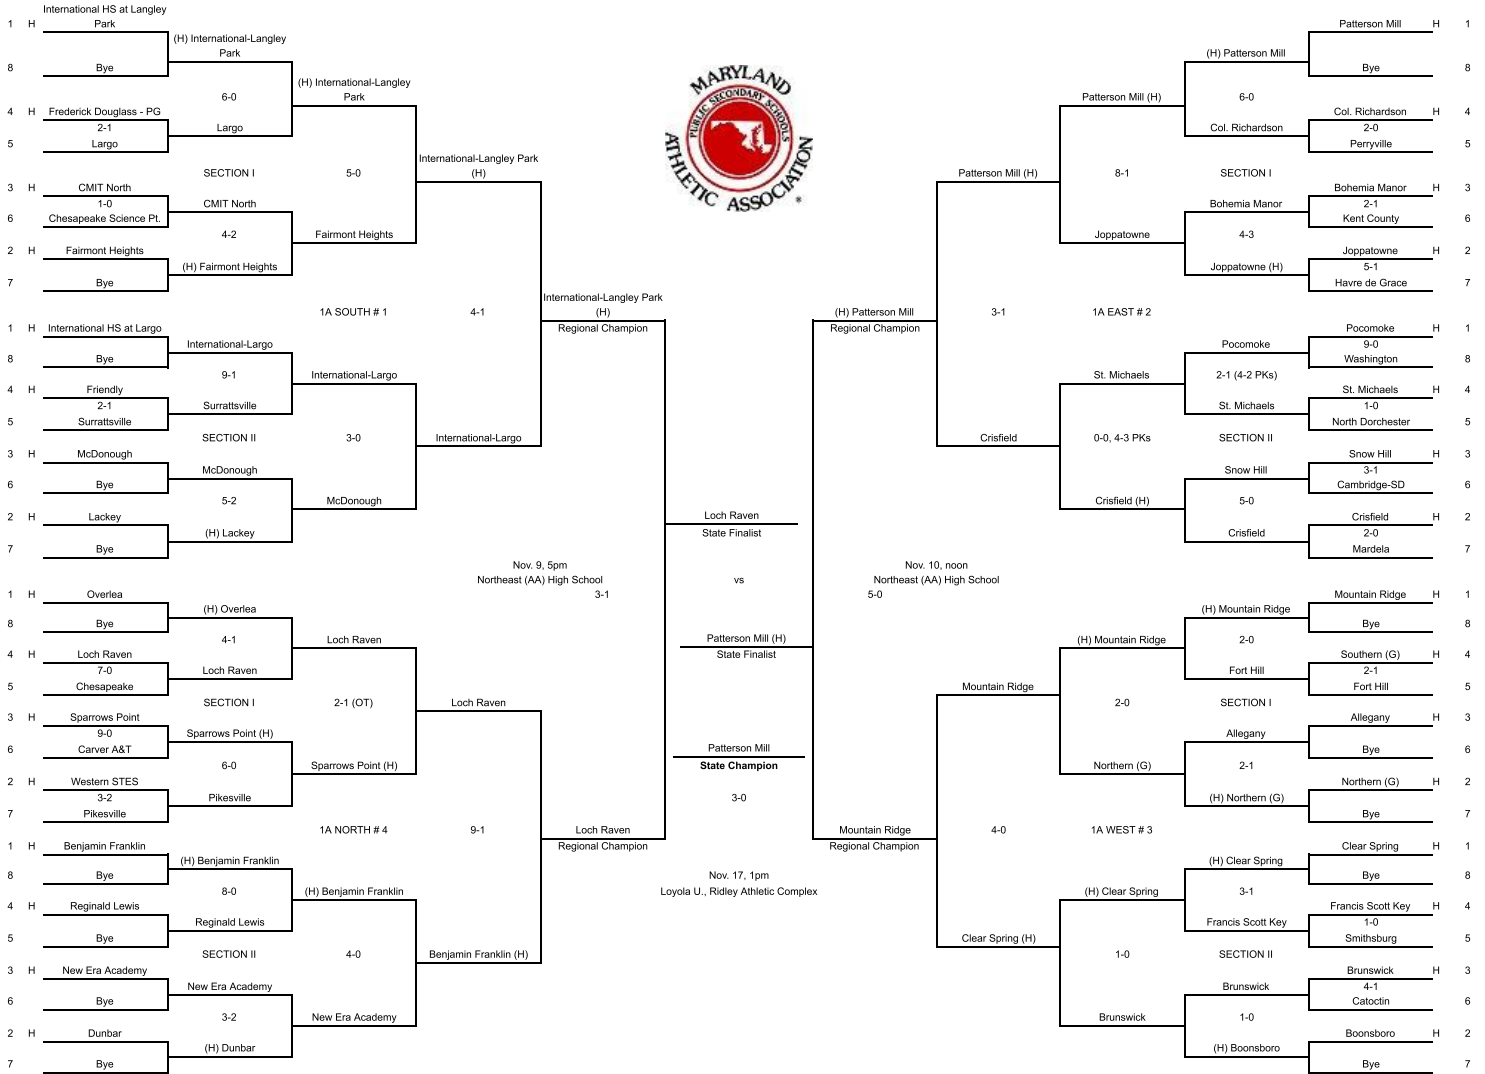 International HS at Langley
1 H Park
(H) International-Langley
Park
8 Bye
(H) International-Langley
Park
6-0
4 H Frederick Douglass - PG
2-1
Largo
5 Largo
International-Langley Park
(H)
SECTION I
5-0
3 H CMIT North
1-0
CMIT North
6 Chesapeake Science Pt.
4-2
Fairmont Heights
2 H Fairmont Heights
(H) Fairmont Heights
7 Bye
International-Langley Park
(H)
Regional Champion
1A SOUTH # 1
4-1
1 H International HS at Largo
International-Largo
8 Bye
9-1
International-Largo
4 H Friendly
2-1
Surrattsville
5 Surrattsville
SECTION II
3-0
International-Largo
3 H McDonough
McDonough
6 Bye
5-2
McDonough
2 H Lackey
(H) Lackey
7 Bye
Loch Raven
State Finalist
Nov. 9, 5pm
Northeast (AA) High School
3-1
vs
1 H Overlea
(H) Overlea
8 Bye
4-1
Loch Raven
4 H Loch Raven
7-0
Loch Raven
5 Chesapeake
SECTION I
2-1 (OT)
Loch Raven
3 H Sparrows Point
9-0
Sparrows Point (H)
6 Carver A&T
6-0
Sparrows Point (H)
2 H Western STES
3-2
Pikesville
7 Pikesville
1A NORTH # 4
9-1
Loch Raven
Regional Champion
1 H Benjamin Franklin
(H) Benjamin Franklin
8 Bye
8-0
(H) Benjamin Franklin
4 H Reginald Lewis
Reginald Lewis
5 Bye
SECTION II
4-0
Benjamin Franklin (H)
3 H New Era Academy
New Era Academy
6 Bye
3-2
New Era Academy
2 H Dunbar
(H) Dunbar
7 Bye
MARYLAND
PUBLIC SECONDARY SCHOOLS
ATHLETIC ASSOCIATION
®
Patterson Mill (H)
State Finalist
Patterson Mill
State Champion
3-0
Nov. 17, 1pm
Loyola U., Ridley Athletic Complex
Patterson Mill H 1
(H) Patterson Mill
Bye 8
Patterson Mill (H)
6-0
Col. Richardson H 4
2-0
Col. Richardson
Perryville 5
Patterson Mill (H)
8-1
SECTION I
Bohemia Manor H 3
2-1
Bohemia Manor
Kent County 6
Joppatowne
4-3
Joppatowne H 2
5-1
Joppatowne (H)
Havre de Grace 7
(H) Patterson Mill
Regional Champion
3-1
1A EAST # 2
Pocomoke H 1
9-0
Pocomoke
Washington 8
St. Michaels
2-1 (4-2 PKs)
St. Michaels H 4
1-0
St. Michaels
North Dorchester 5
Crisfield
0-0, 4-3 PKs
SECTION II
Snow Hill H 3
3-1
Snow Hill
Cambridge-SD 6
Crisfield (H)
5-0
Crisfield H 2
2-0
Crisfield
Mardela 7
Nov. 10, noon
Northeast (AA) High School
5-0
Mountain Ridge H 1
(H) Mountain Ridge
Bye 8
(H) Mountain Ridge
2-0
Southern (G) H 4
2-1
Fort Hill
Fort Hill 5
Mountain Ridge
2-0
SECTION I
Allegany H 3
Allegany
Bye 6
Northern (G)
2-1
Northern (G) H 2
(H) Northern (G)
Bye 7
Mountain Ridge
Regional Champion
4-0
1A WEST # 3
Clear Spring H 1
(H) Clear Spring
Bye 8
(H) Clear Spring
3-1
Francis Scott Key H 4
1-0
Francis Scott Key
Smithsburg 5
Clear Spring (H)
1-0
SECTION II
Brunswick H 3
4-1
Brunswick
Catoctin 6
Brunswick
1-0
Boonsboro H 2
(H) Boonsboro
Bye 7